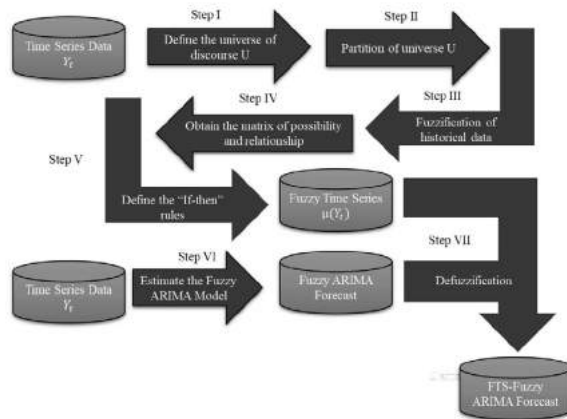 Step I
Step II
Time Series Data
Yt
Define the universe of
discourse U
Partition of universe U
Step IV
Step III
Obtain the matrix of possibility
and relationship
Fuzzification of
historical data
Step V
Define the "If-then"
rules
Fuzzy Time Series
μ(Yt)
Step VI
Step VII
Time Series Data
Yt
Estimate the Fuzzy
ARIMA Model
Fuzzy ARIMA
Forecast
Defuzzification
FTS-Fuzzy
ARIMA Forecast